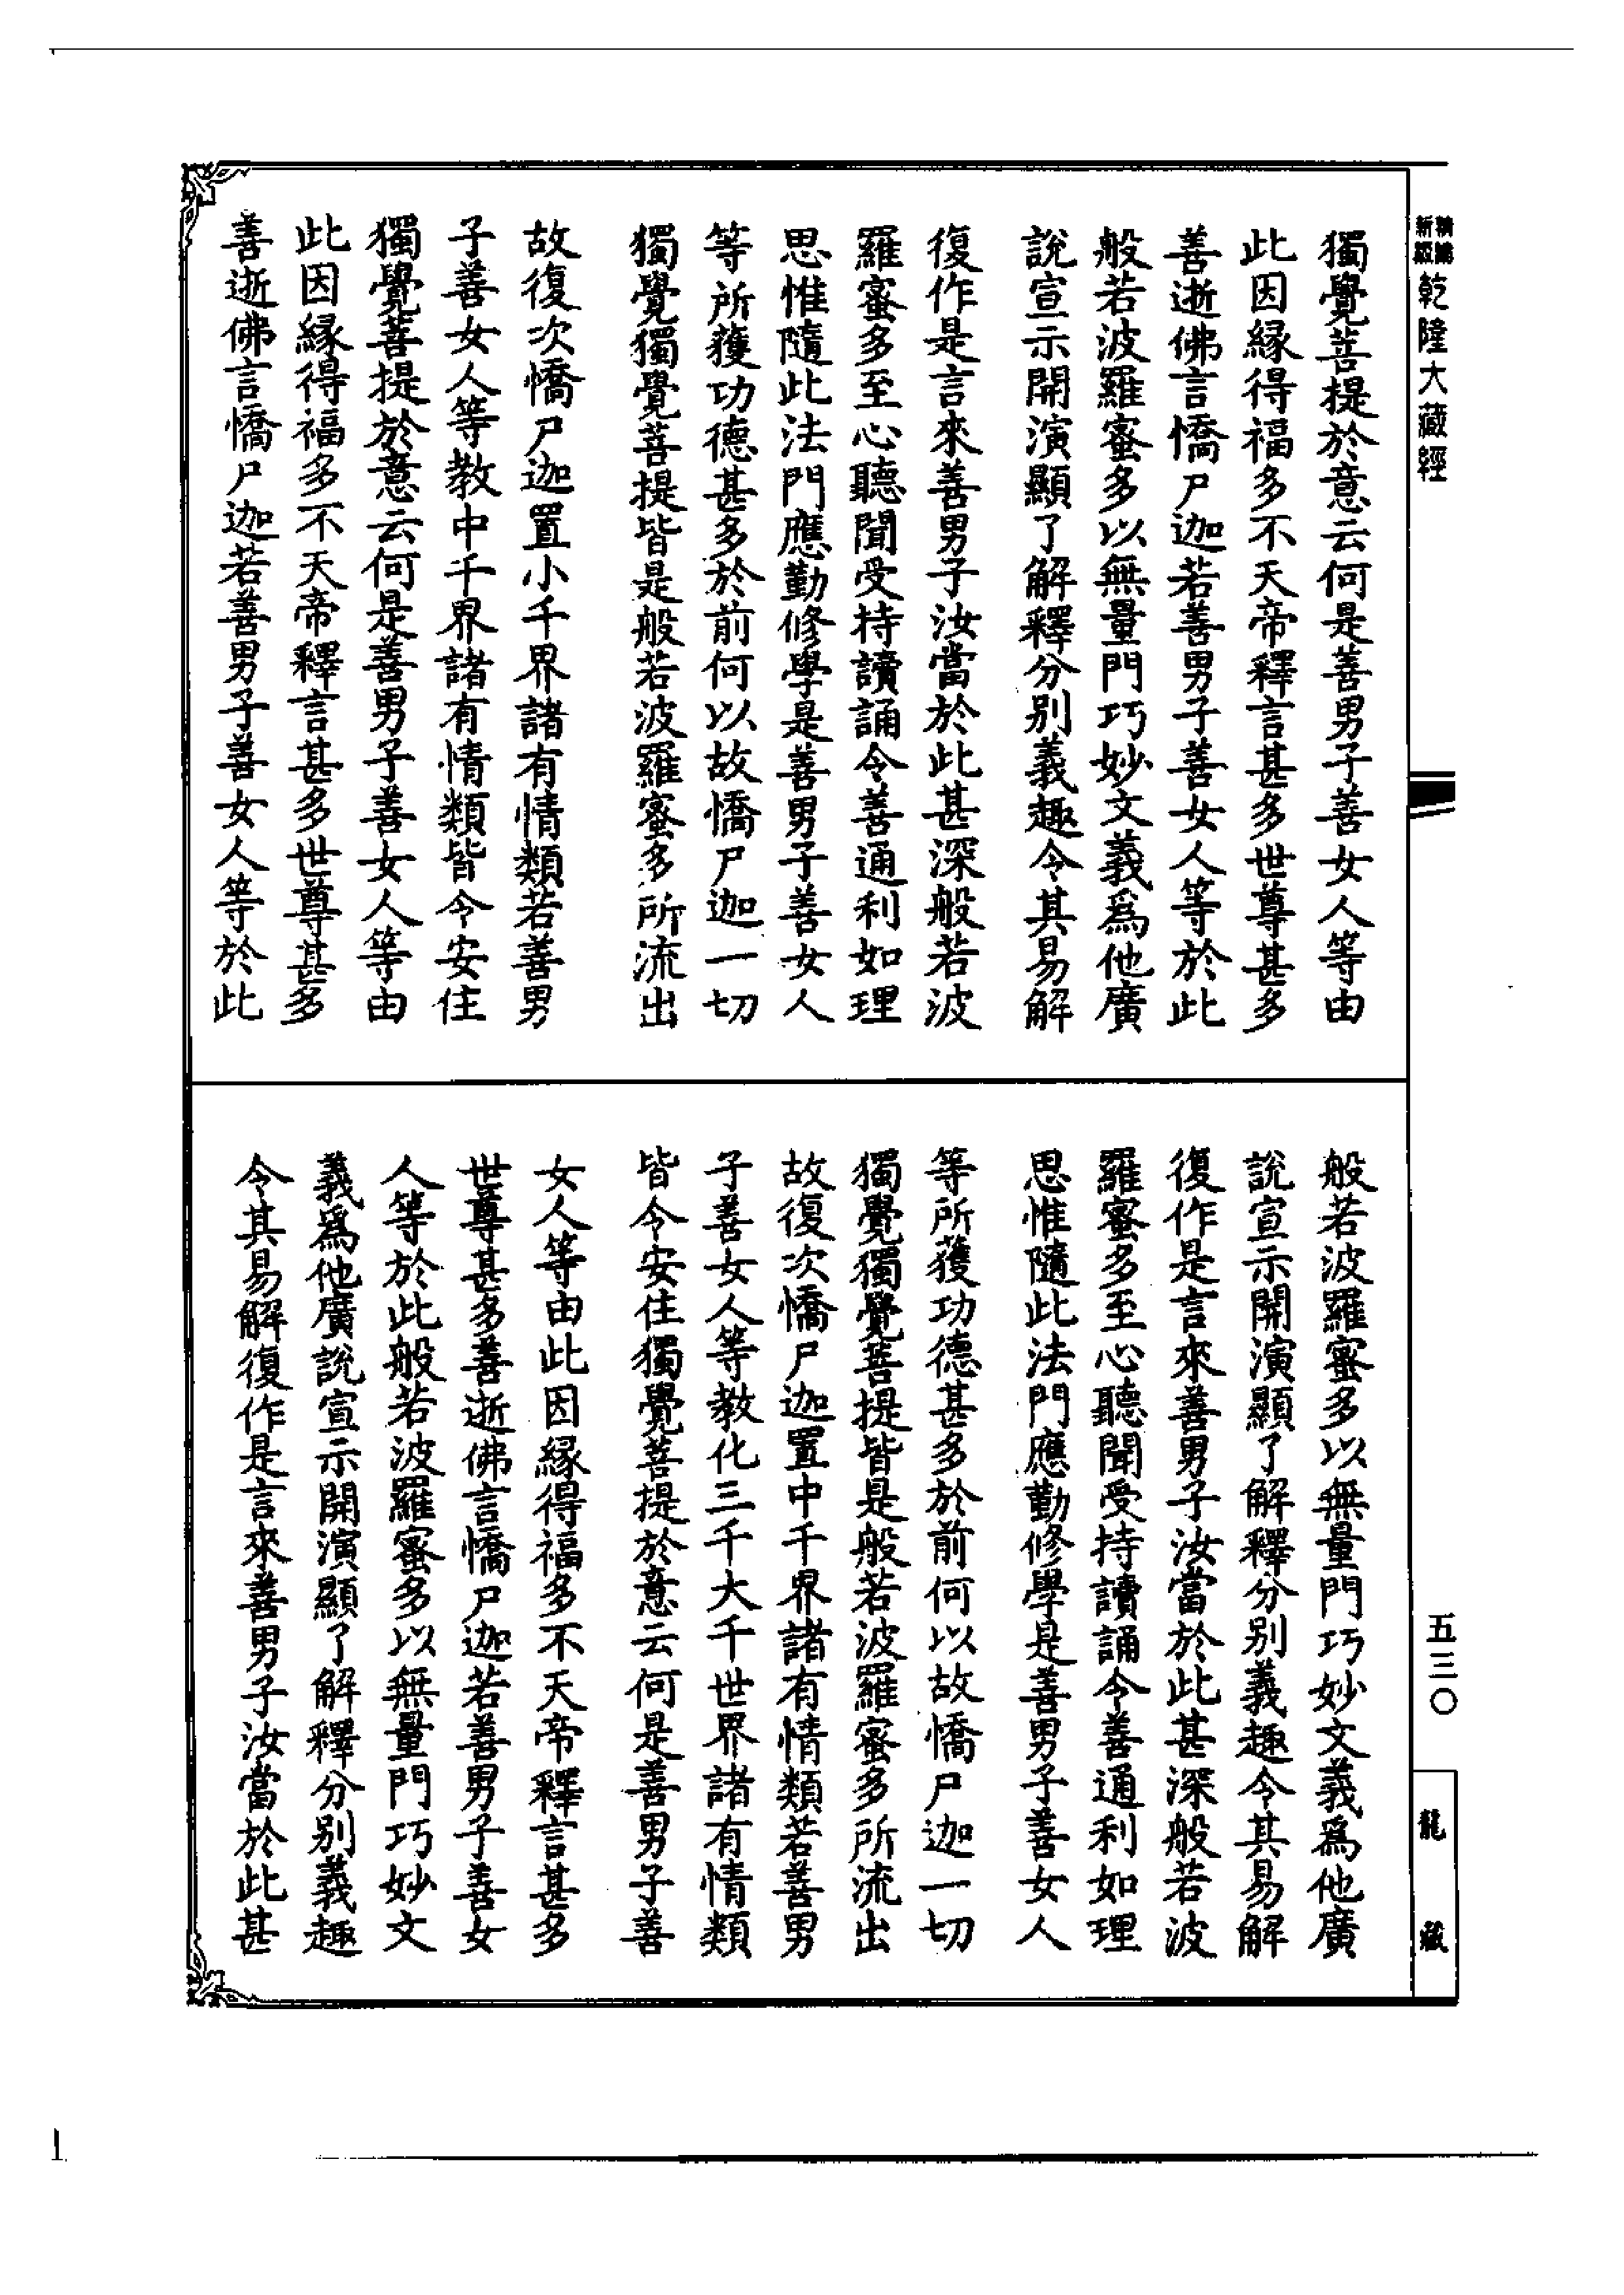 乾隆大藏經
獨覺菩提於意云何是善男子善女人等由
此因緣得福多不天帝釋言甚多世尊甚多
善逝佛言憍尸迦若善男子善女人等於此
般若波羅蜜多以無量門巧妙文義爲他廣
說宣示開演顯了解釋分別義趣令其易解
復作是言來善男子汝當於此甚深般若波
羅蜜多至心聽聞受持讀誦令善通利如理
思惟隨此法門應勤修學是善男子善女人
等所獲功德甚多於前何以故憍尸迦一切
獨覺獨覺菩提皆是般若波羅蜜多所流出
故復次憍尸迦置小千界諸有情類若善男
子善女人等教中千界諸有情類皆令安住
獨覺菩提於意云何是善男子善女人等由
此因緣得福多不天帝釋言甚多世尊甚多
善逝佛言憍尸迦若善男子善女人等於此
般若波羅蜜多以無量門巧妙文義爲他廣
說宣示開演顯了解釋分別義趣令其易解
復作是言來善男子汝當於此甚深般若波
羅蜜多至心聽聞受持讀誦令善通利如理
思惟隨此法門應勤修學是善男子善女人
等所獲功德甚多於前何以故憍尸迦一切
獨覺獨覺菩提皆是般若波羅蜜多所流出
故復次憍尸迦置中千界諸有情類若善男
子善女人等教化三千大千世界諸有情類
皆令安住獨覺菩提於意云何是善男子善
女人等由此因緣得福多不天帝釋言甚多
世尊甚多善逝佛言憍尸迦若善男子善女
人等於此般若波羅蜜多以無量門巧妙文
義爲他廣說宣示開演顯了解釋分別義趣
令其易解復作是言來善男子汝當於此甚
五三〇
龍藏
1